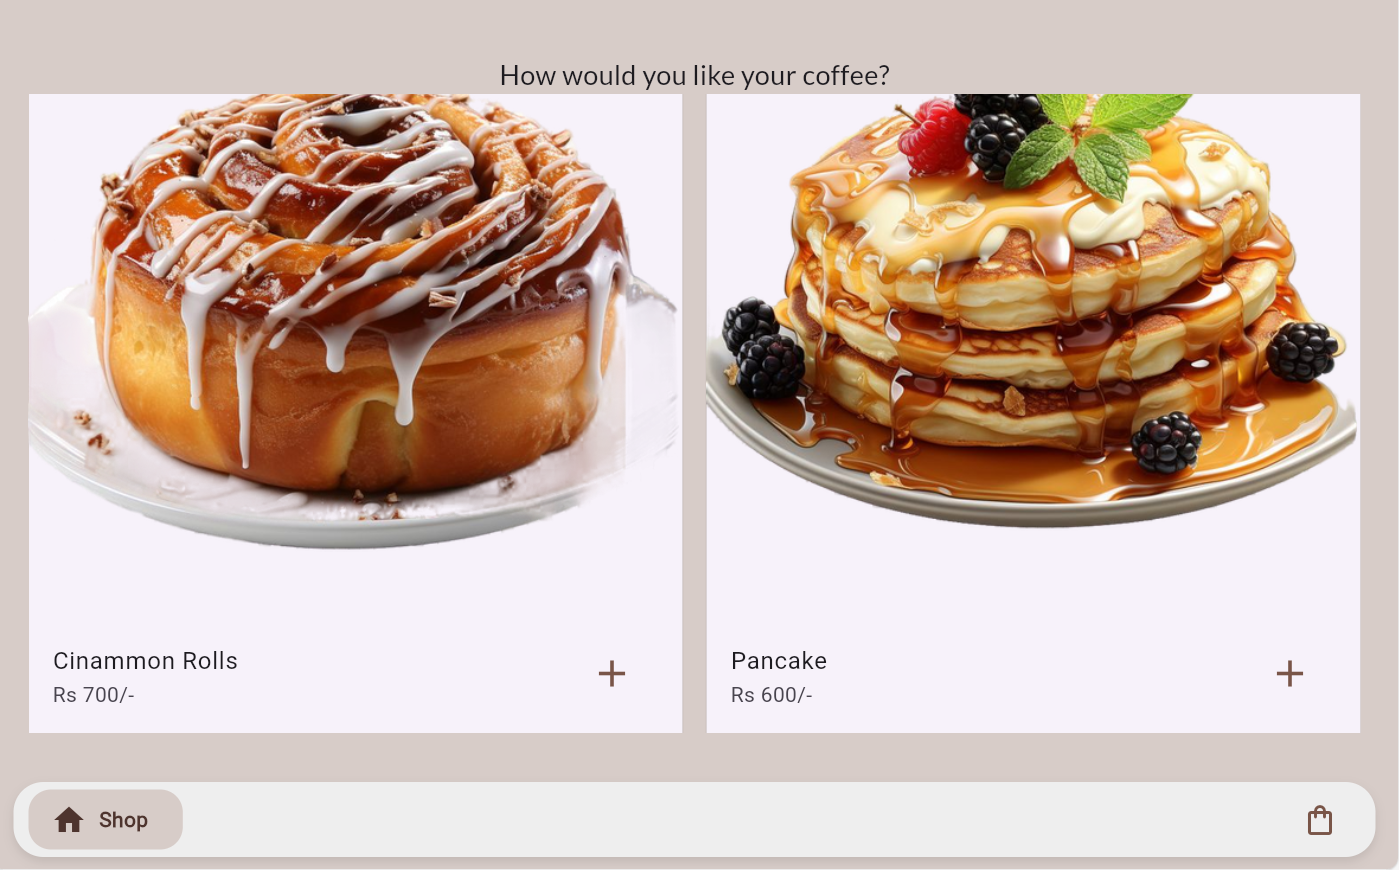 How would you like your coffee?
Cinammon Rolls
Rs 700/-
Pancake
Rs 600/-
Shop